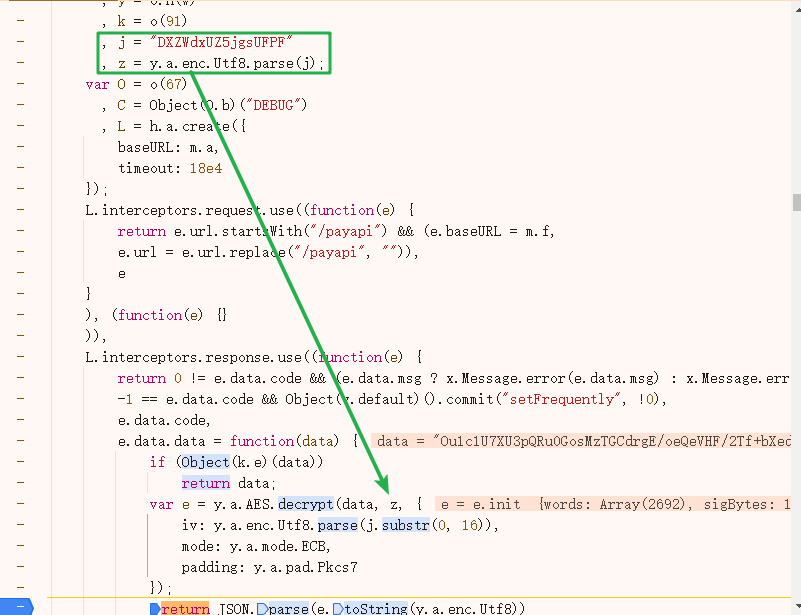 , k = o(91)
, j = "DXZWdxUZ5jgsUFPF"
, z = y.a.enc.Utf8.parse(j);
var O = o(67)
, C = Object(O.b)("DEBUG")
, L = h.a.create({
baseURL: m.a,
timeout: 18e4
});
L.interceptors.request.use((function(e) {
return e.url.startsWith("/payapi") && (e.baseURL = m.f,
e.url = e.url.replace("/payapi", "")),
e
}
), (function(e) {}
)),
L.interceptors.response.use((function(e) {
return 0 != e.data.code && (e.data.msg ? x.Message.error(e.data.msg) : x.Message.err
-1 == e.data.code && Object(v.default)().commit("setFrequently", !0),
e.data.code,
e.data.data = function(data) { data = "Ou1c1U7XU3pQRu0GosMzTGCdrgE/oeQeVHF/2Tf+bXed
if (Object(k.e)(data))
return data;
var e = y.a.AES.decrypt(data, z, { e = e.init {words: Array(2692), sigBytes: 1
iv: y.a.enc.Utf8.parse(j.substr(0, 16)),
mode: y.a.mode.ECB,
padding: y.a.pad.Pkcs7
});
return JSON.parse(e.toString(y.a.enc.Utf8))